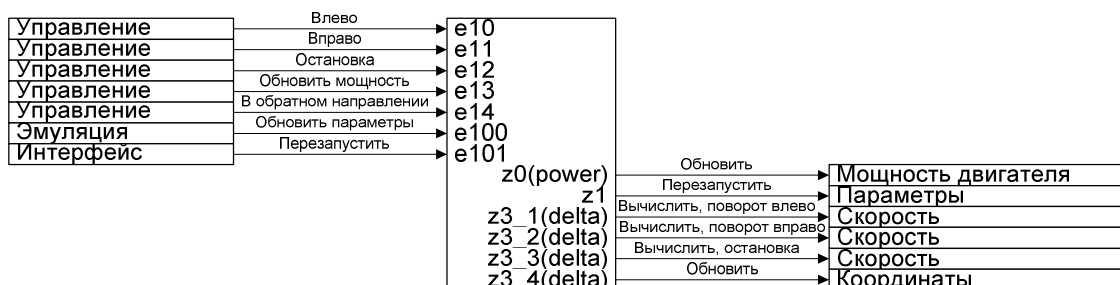 Управление Влево e10
Управление Вправо e11
Управление Остановка e12
Управление Обновить мощность e13
Управление В обратном направлении e14
Эмуляция Обновить параметры e100
Интерфейс Перезапустить e101
z0(power) Обновить Мощность двигателя
z1 Перезапустить Параметры
z3_1(delta) Вычислить, поворот влево Скорость
z3_2(delta) Вычислить, поворот вправо Скорость
z3_3(delta) Вычислить, остановка Скорость
z3_4(delta) Обновить Координаты